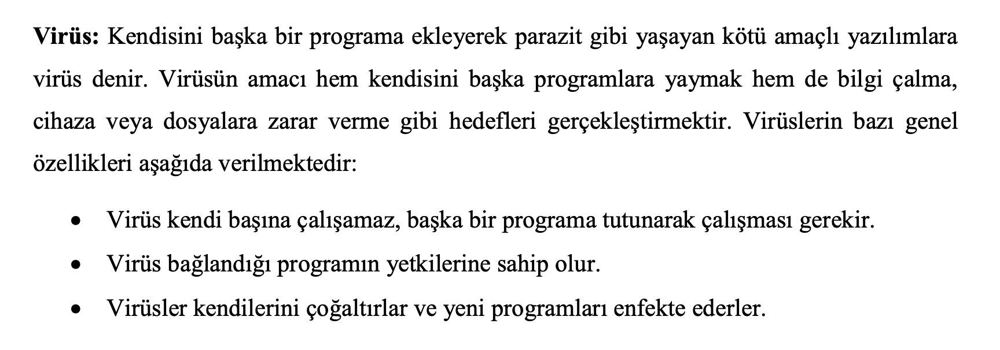 Virüs: Kendisini başka bir programa ekleyerek parazit gibi yaşayan kötü amaçlı yazılımlara
virüs denir. Virüsün amacı hem kendisini başka programlara yaymak hem de bilgi çalma,
cihaza veya dosyalara zarar verme gibi hedefleri gerçekleştirmektir. Virüslerin bazı genel
özellikleri aşağıda verilmektedir:
• Virüs kendi başına çalışamaz, başka bir programa tutunarak çalışması gerekir.
• Virüs bağlandığı programın yetkilerine sahip olur.
• Virüsler kendilerini çoğaltırlar ve yeni programları enfekte ederler.